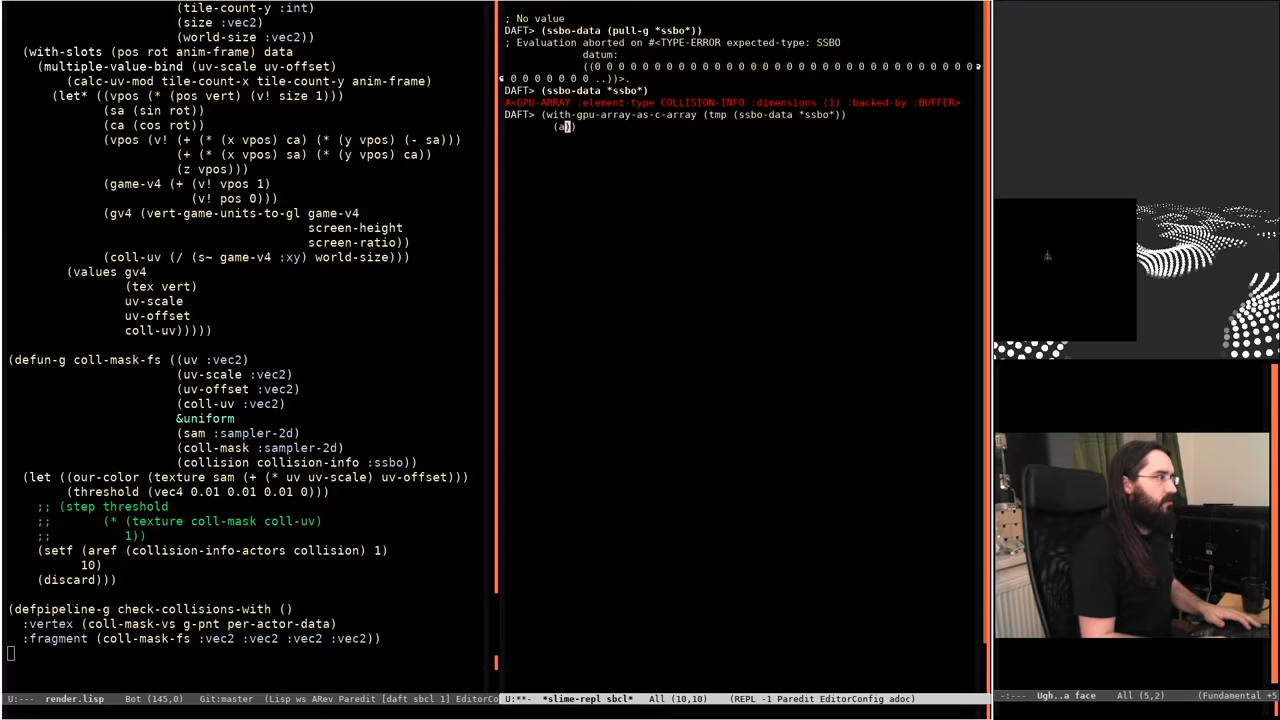 (tile-count-y :int)
(size :vec2)
(world-size :vec2))
(with-slots (pos rot anim-frame) data
(multiple-value-bind (uv-scale uv-offset)
(calc-uv-mod tile-count-x tile-count-y anim-frame)
(let* ((vpos (* (pos vert) (v! size 1)))
(sa (sin rot))
(ca (cos rot))
(vpos (v! (+ (* (x vpos) ca) (* (y vpos) (- sa)))
(+ (* (x vpos) sa) (* (y vpos) ca))
(z vpos)))
(game-v4 (+ (v! vpos 1)
(v! pos 0)))
(gv4 (vert-game-units-to-gl game-v4
screen-height
screen-ratio))
(coll-uv (/ (s~ game-v4 :xy) world-size)))
(values gv4
(tex vert)
uv-scale
uv-offset
coll-uv)))))
(defun-g coll-mask-fs ((uv :vec2)
(uv-scale :vec2)
(uv-offset :vec2)
(coll-uv :vec2)
&uniform
(sam :sampler-2d)
(coll-mask :sampler-2d)
(collision collision-info :ssbo))
(let ((our-color (texture sam (+ (* uv uv-scale) uv-offset)))
(threshold (vec4 0.01 0.01 0.01 0)))
;; (step threshold
;;       (* (texture coll-mask coll-uv)
;;          1))
(setf (aref (collision-info-actors collision) 1)
10)
(discard)))
(defpipeline-g check-collisions-with ()
:vertex (coll-mask-vs g-pnt per-actor-data)
:fragment (coll-mask-fs :vec2 :vec2 :vec2 :vec2))
U:--- render.lisp Bot (145,0) Git:master (Lisp ws ARev Paredit [daft sbcl 1] EditorCo
; No value
DAFT> (ssbo-data (pull-g *ssbo*))
; Evaluation aborted on #<TYPE-ERROR expected-type: SSBO
datum:
((0 0 0 0 0 0 0 0 0 0 0 0 0 0 0 0 0 0 0 0 0 0 0 0 0 0 0 0 0 0 0 0
0 0 0 0 0 0 0 ..))>.
DAFT> (ssbo-data *ssbo*)
#<GPU-ARRAY :element-type COLLISION-INFO :dimensions (1) :backed-by :BUFFER>
DAFT> (with-gpu-array-as-c-array (tmp (ssbo-data *ssbo*))
(a))
U:**- *slime-repl sbcl* All (10,10) (REPL -1 Paredit EditorConfig adoc)
-:--- Ugh..a face All (5,2) (Fundamental +5